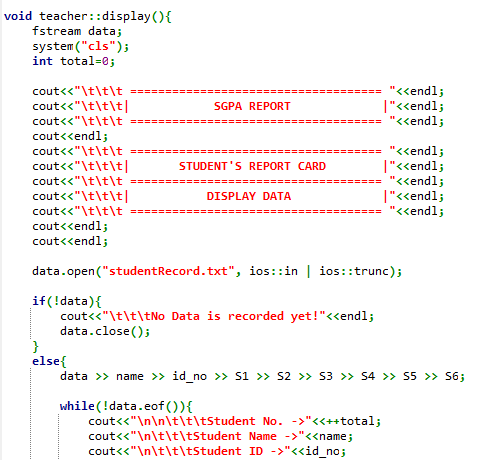 void teacher::display(){
fstream data;
system("cls");
int total=0;
cout<<"\t\t\t ===================================== "<<endl;
cout<<"\t\t\t|            SGPA REPORT             |"<<endl;
cout<<"\t\t\t ===================================== "<<endl;
cout<<endl;
cout<<"\t\t\t ===================================== "<<endl;
cout<<"\t\t\t|       STUDENT'S REPORT CARD        |"<<endl;
cout<<"\t\t\t ===================================== "<<endl;
cout<<"\t\t\t|           DISPLAY DATA             |"<<endl;
cout<<"\t\t\t ===================================== "<<endl;
cout<<endl;
cout<<endl;
data.open("studentRecord.txt", ios::in | ios::trunc);
if(!data){
cout<<"\t\t\tNo Data is recorded yet!"<<endl;
data.close();
}
else{
data >> name >> id_no >> S1 >> S2 >> S3 >> S4 >> S5 >> S6;
while(!data.eof()){
cout<<"\n\n\t\t\tStudent No. ->"<<++total;
cout<<"\n\t\t\tStudent Name ->"<<name;
cout<<"\n\t\t\tStudent ID ->"<<id_no;